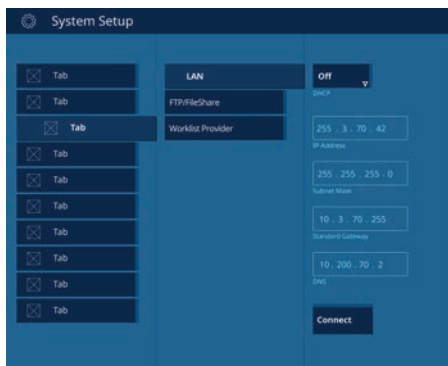 System Setup
Tab
Tab
Tab
Tab
Tab
Tab
Tab
Tab
Tab
Tab
LAN
FTP/FileShare
Worklist Provider
Off
DHCP
255 . 3 . 70 . 42
IP-Address
255 . 255 . 255 . 0
Subnet Mask
10 . 3 . 70 . 255
Standard Gateway
10 . 200 . 70 . 2
DNS
Connect